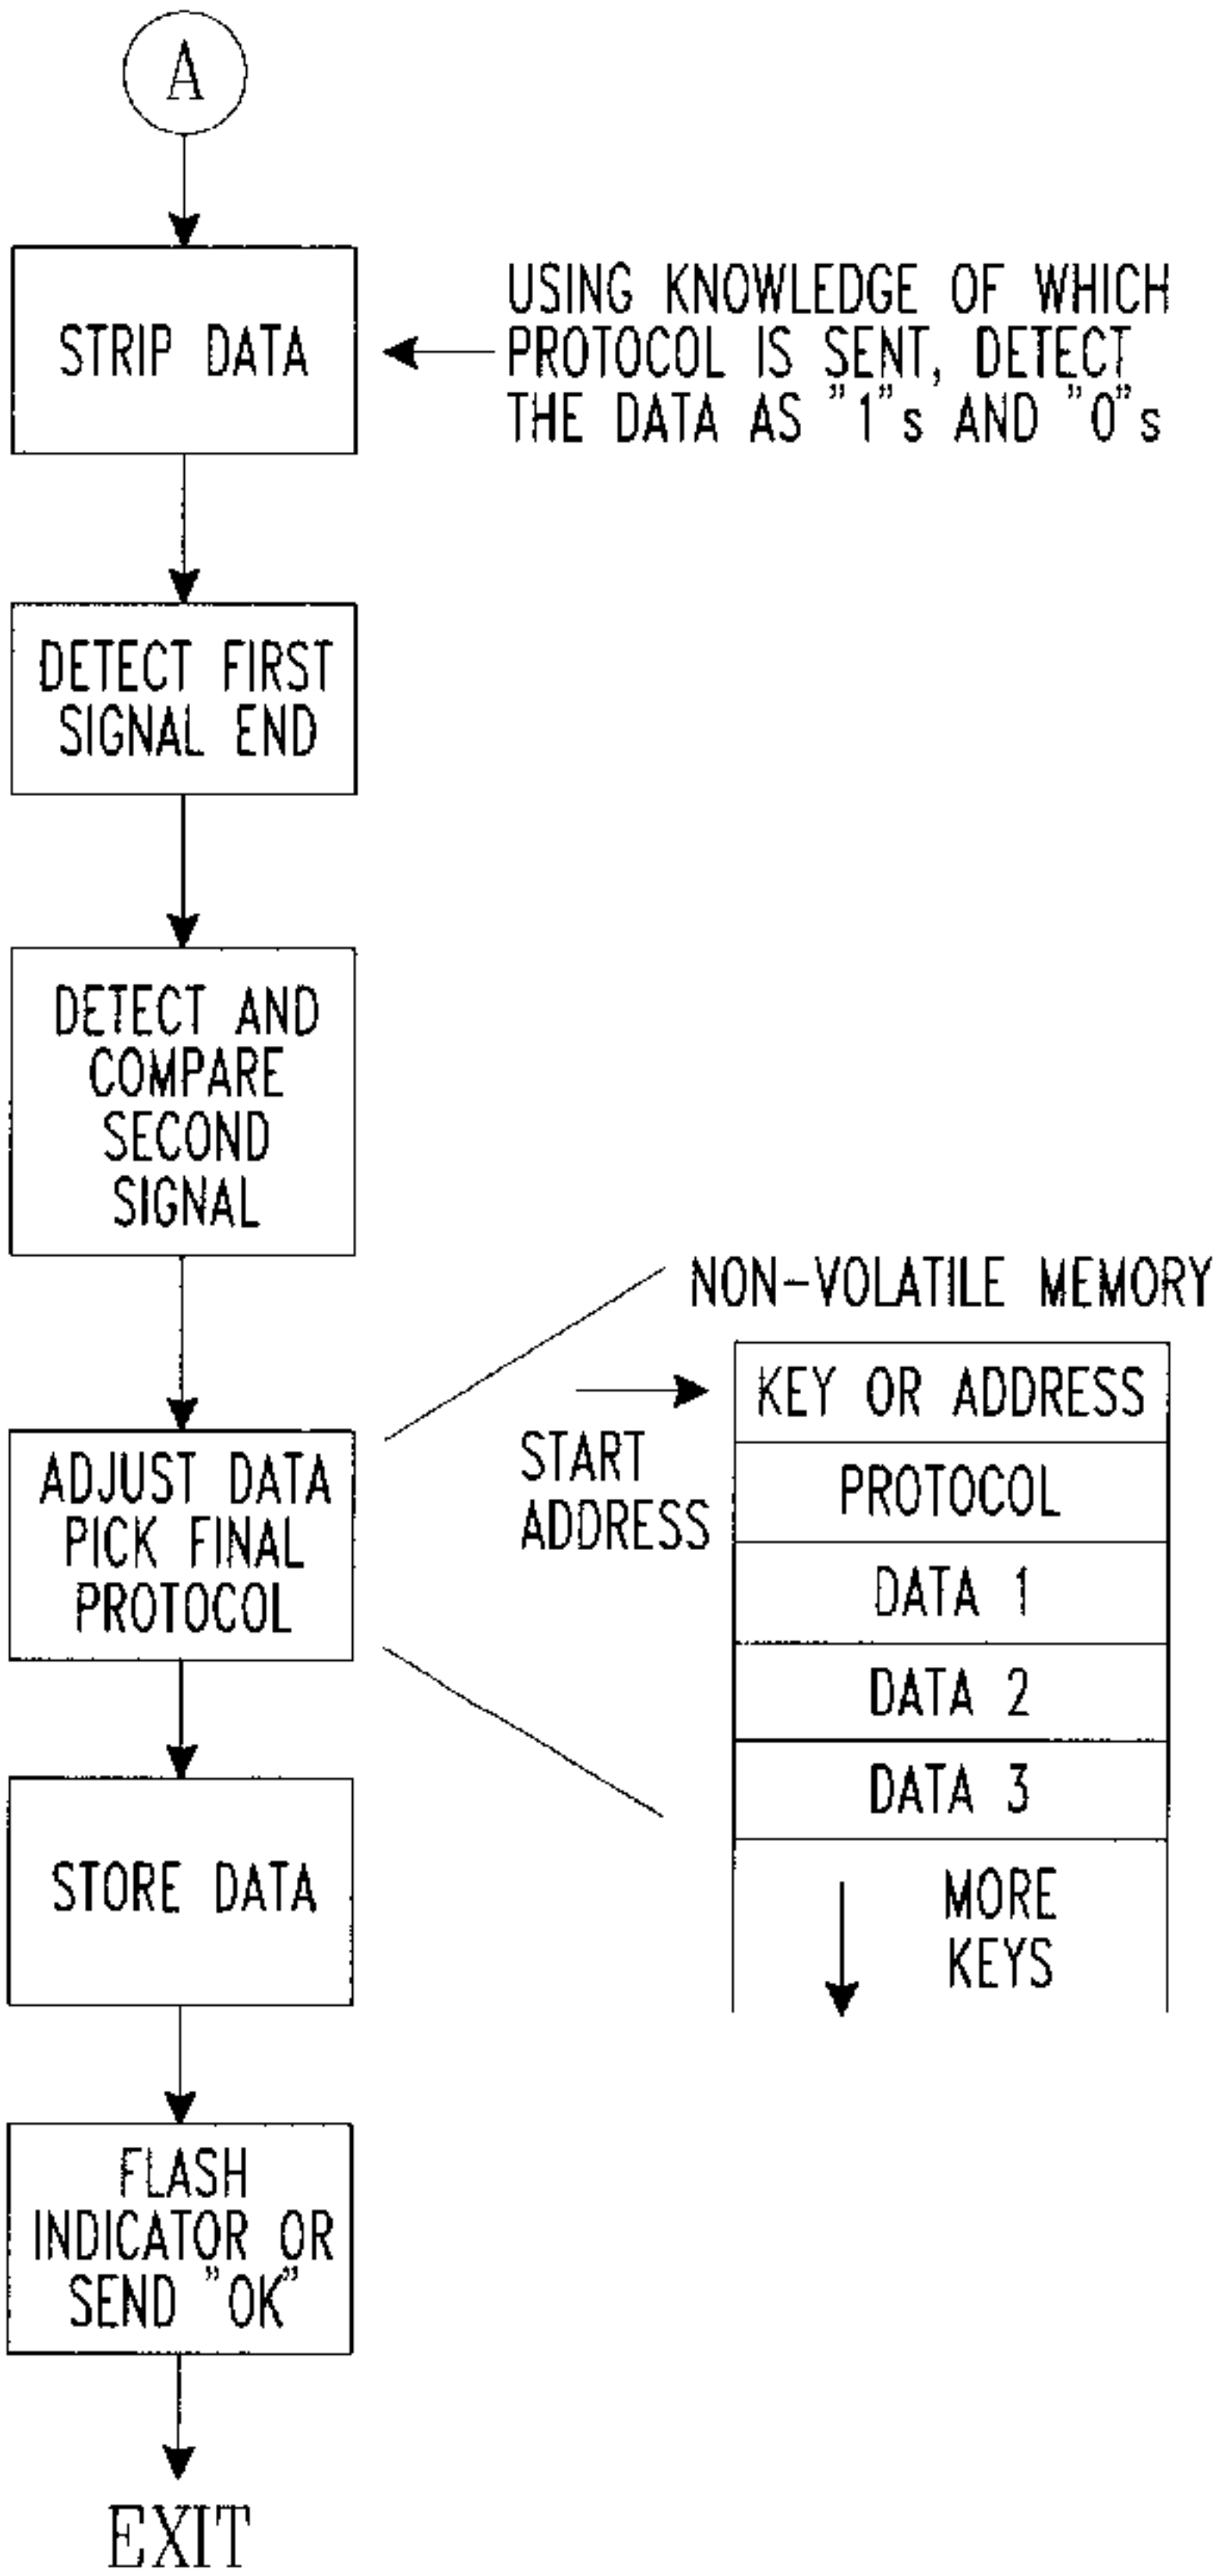 A
STRIP DATA
USING KNOWLEDGE OF WHICH
PROTOCOL IS SENT, DETECT
THE DATA AS "1"s AND "0"s
DETECT FIRST
SIGNAL END
DETECT AND
COMPARE
SECOND
SIGNAL
ADJUST DATA
PICK FINAL
PROTOCOL
NON-VOLATILE MEMORY
START
ADDRESS
KEY OR ADDRESS
PROTOCOL
DATA 1
DATA 2
DATA 3
MORE
KEYS
STORE DATA
FLASH
INDICATOR OR
SEND "OK"
EXIT